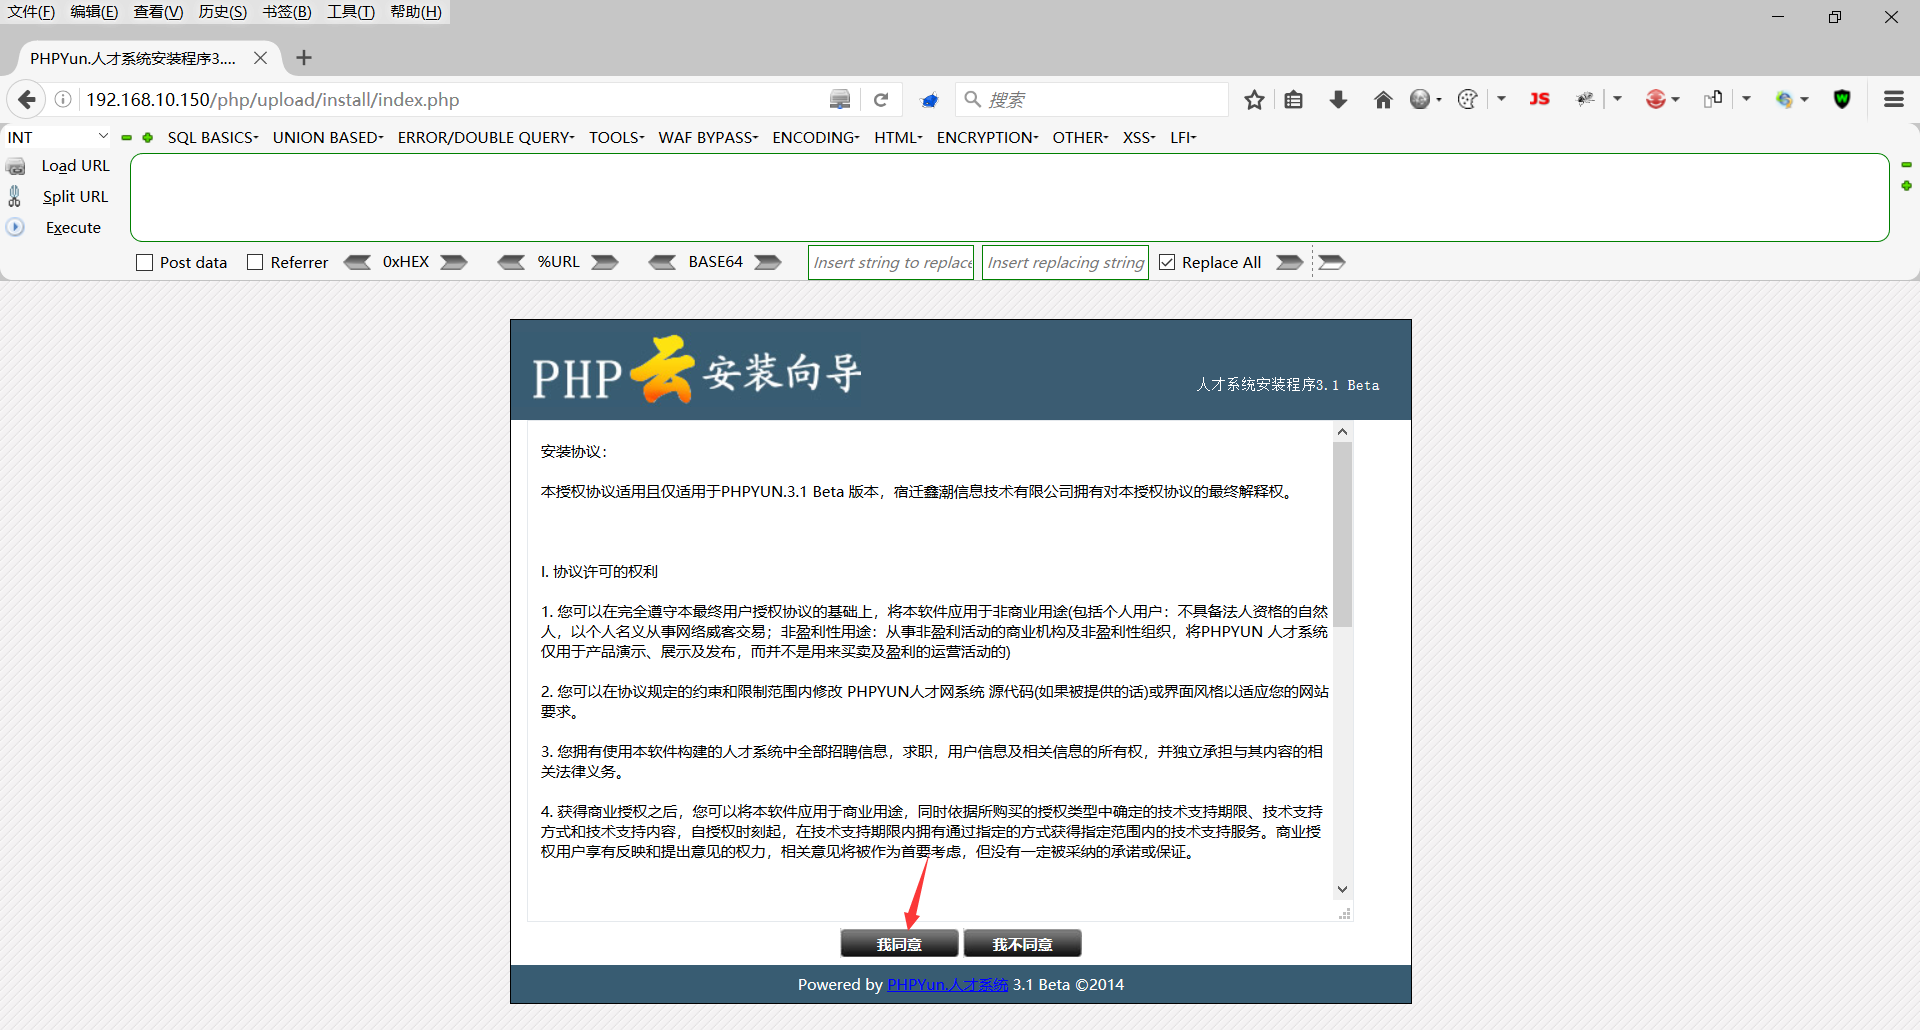 文件(F) 编辑(E) 查看(V) 历史(S) 书签(B) 工具(T) 帮助(H)
PHPYun.人才系统安装程序3....
192.168.10.150/php/upload/install/index.php
搜索
JS
W
INT
SQL BASICS UNION BASED ERROR/DOUBLE QUERY TOOLS WAF BYPASS ENCODING HTML ENCRYPTION OTHER XSS LFI
Load URL
Split URL
Execute
Post data Referrer 0xHEX %URL BASE64 Insert string to replace Insert replacing string Replace All
PHP云安装向导
人才系统安装程序3.1 Beta
安装协议：
本授权协议适用且仅适用于PHPYUN.3.1 Beta 版本，宿迁鑫潮信息技术有限公司拥有对本授权协议的最终解释权。
I. 协议许可的权利
1. 您可以在完全遵守本最终用户授权协议的基础上，将本软件应用于非商业用途(包括个人用户：不具备法人资格的自然
人，以个人名义从事网络威客交易；非盈利性用途：从事非盈利活动的商业机构及非盈利性组织，将PHPYUN 人才系统
仅用于产品演示、展示及发布，而并不是用来买卖及盈利的运营活动的)
2. 您可以在协议规定的约束和限制范围内修改 PHPYUN人才网系统 源代码(如果被提供的话)或界面风格以适应您的网站
要求。
3. 您拥有使用本软件构建的人才系统中全部招聘信息，求职，用户信息及相关信息的所有权，并独立承担与其内容的相
关法律义务。
4. 获得商业授权之后，您可以将本软件应用于商业用途，同时依据所购买的授权类型中确定的技术支持期限、技术支持
方式和技术支持内容，自授权时刻起，在技术支持期限内拥有通过指定的方式获得指定范围内的技术支持服务。商业授
权用户享有反映和提出意见的权力，相关意见将被作为首要考虑，但没有一定被采纳的承诺或保证。
我同意 我不同意
Powered by PHPYun.人才系统 3.1 Beta ©2014